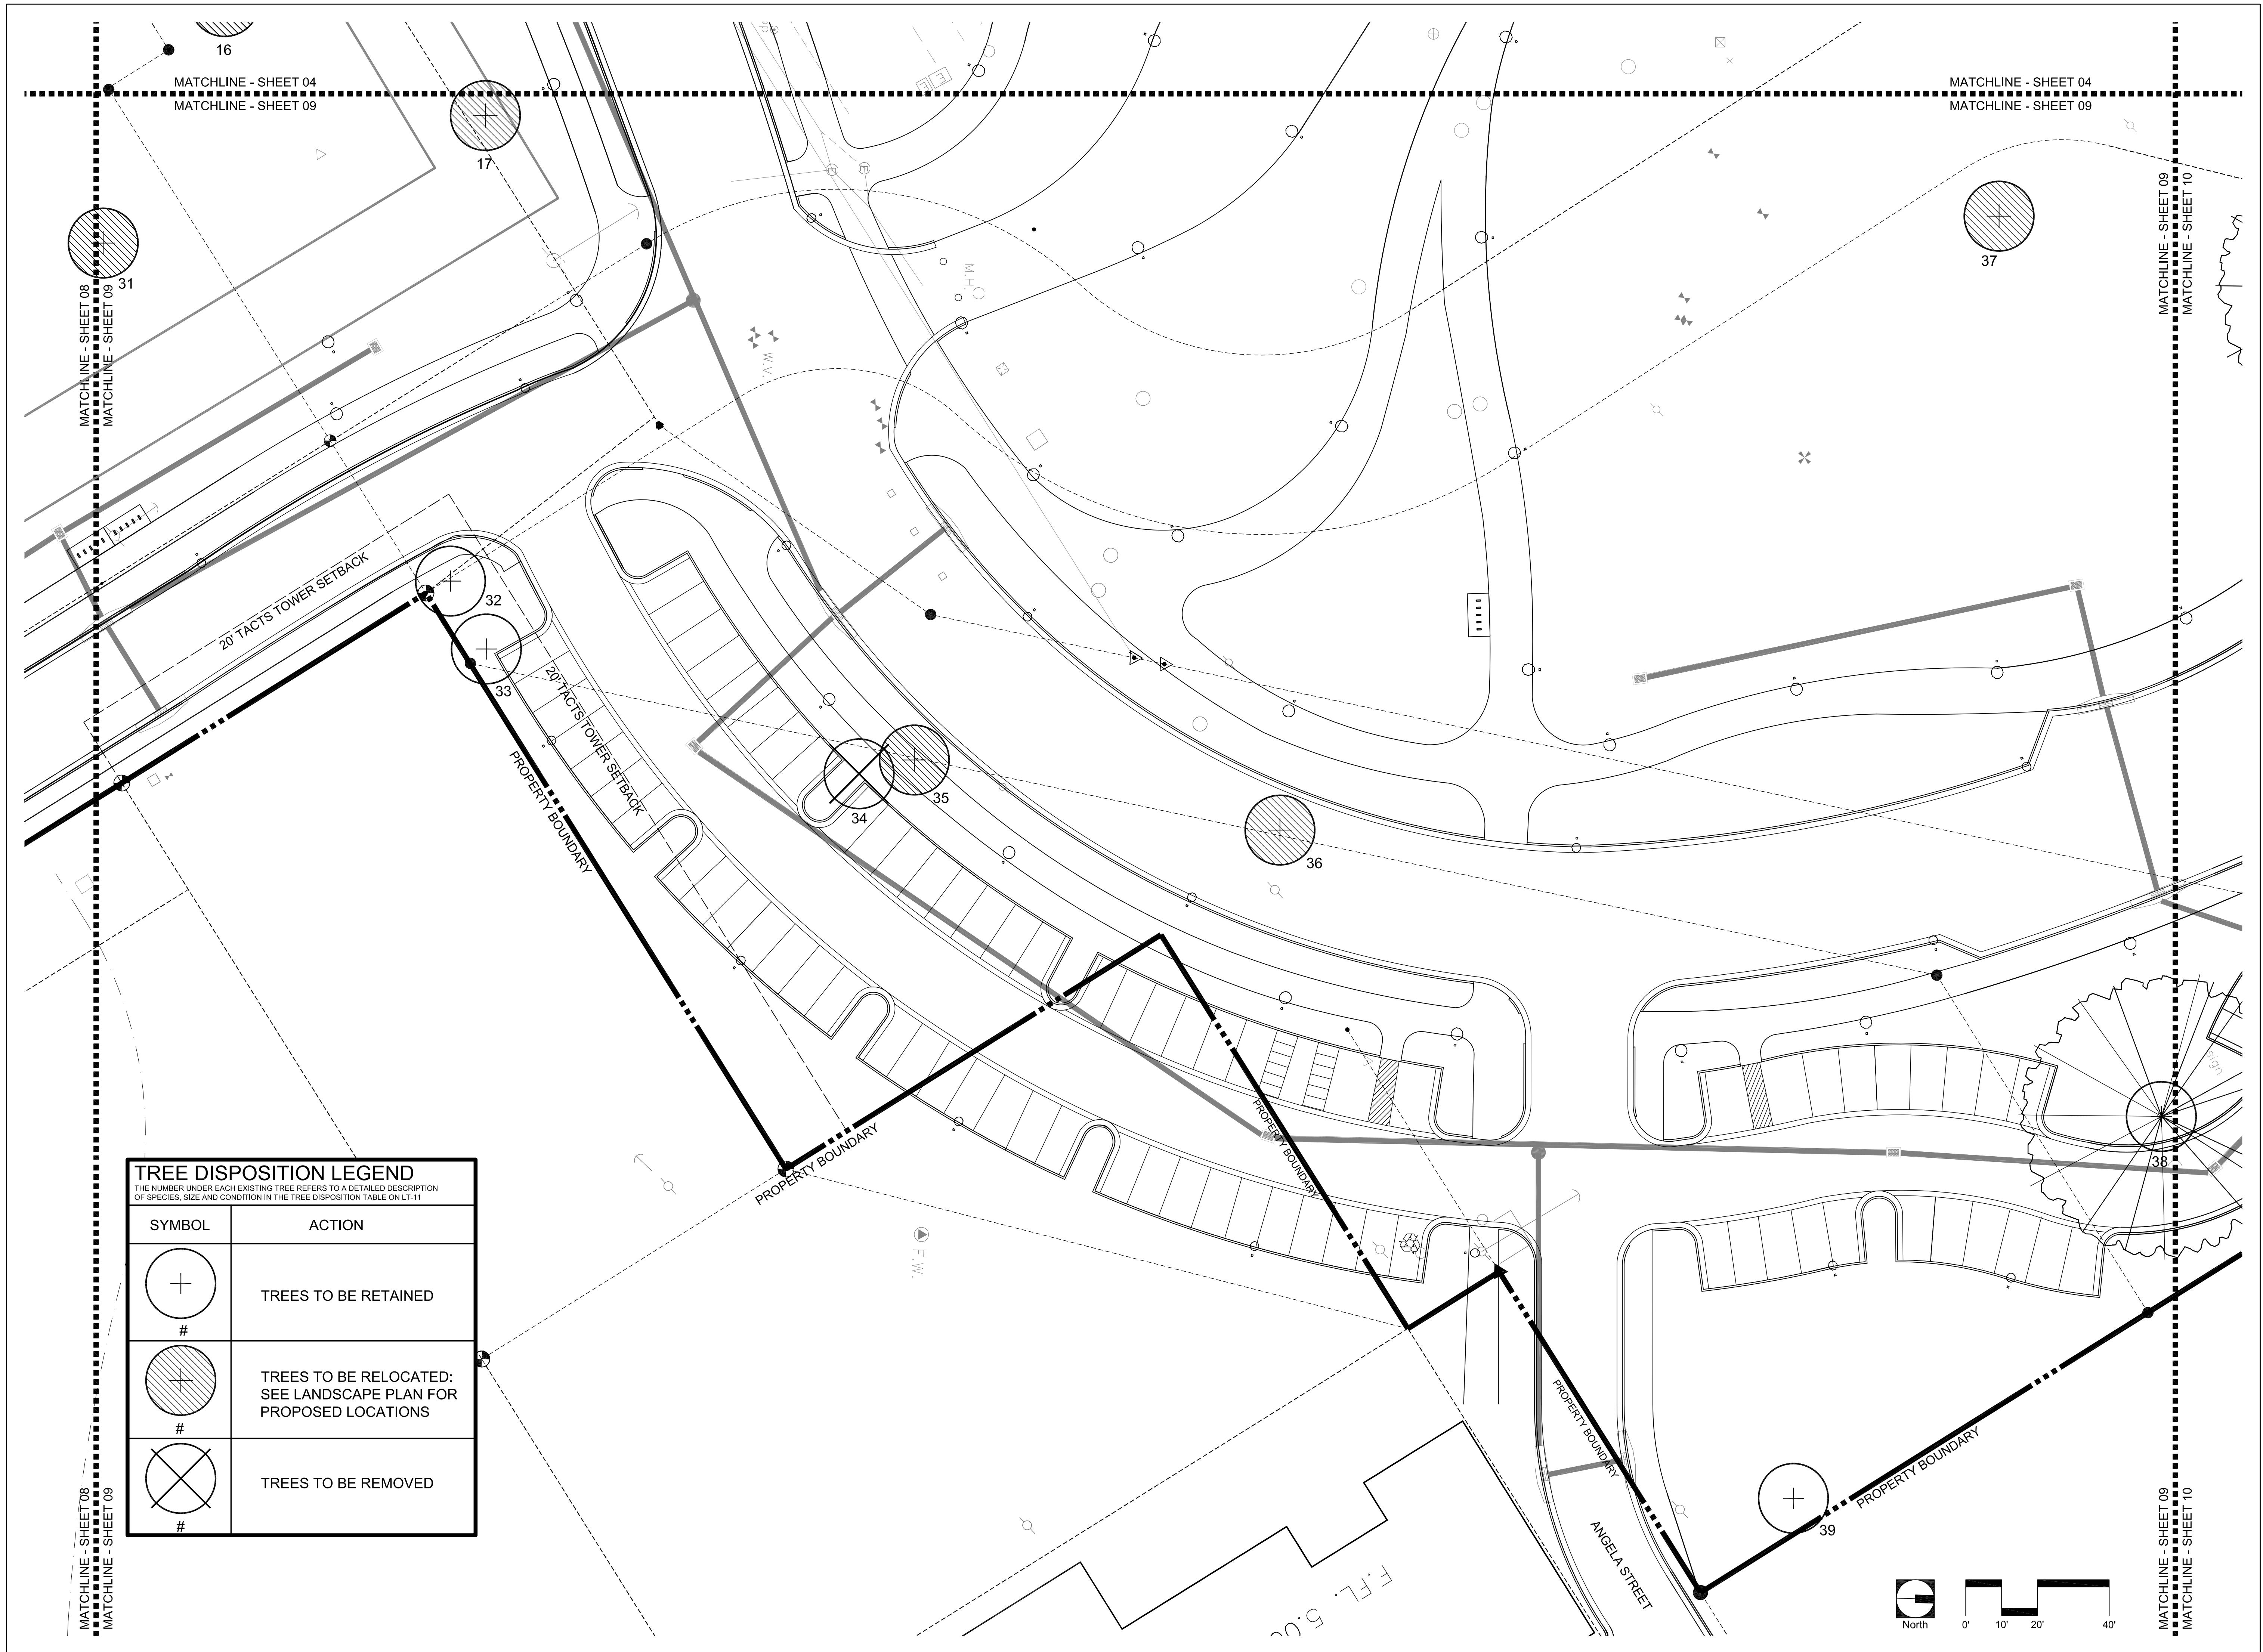 16
MATCHLINE - SHEET 04
MATCHLINE - SHEET 09
MATCHLINE - SHEET 04
MATCHLINE - SHEET 09
E
E
17
31
37
MATCHLINE - SHEET 08
MATCHLINE - SHEET 09
MATCHLINE - SHEET 09
MATCHLINE - SHEET 10
M.H.
W.V.
20' TACTS TOWER SETBACK
32
33
20' TACTS TOWER SETBACK
PROPERTY BOUNDARY
34
35
36
PROPERTY BOUNDARY
PROPERTY BOUNDARY
sign
38
F.W.
TREE DISPOSITION LEGEND
THE NUMBER UNDER EACH EXISTING TREE REFERS TO A DETAILED DESCRIPTION
OF SPECIES, SIZE AND CONDITION IN THE TREE DISPOSITION TABLE ON LT-11
SYMBOL
ACTION
#
TREES TO BE RETAINED
#
TREES TO BE RELOCATED:
SEE LANDSCAPE PLAN FOR
PROPOSED LOCATIONS
#
TREES TO BE REMOVED
PROPERTY BOUNDARY
PROPERTY BOUNDARY
39
ANGELA STREET
F.FL.
MATCHLINE - SHEET 08
MATCHLINE - SHEET 09
MATCHLINE - SHEET 09
MATCHLINE - SHEET 10
North
0' 10' 20' 40'